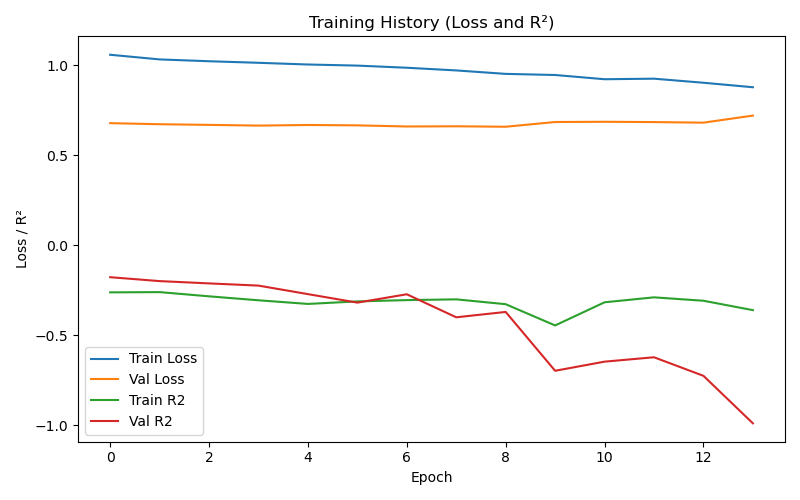 Training History (Loss and R²)
1.0
0.5
0.0
−0.5
−1.0
Loss / R²
Train Loss
Val Loss
Train R2
Val R2
0 2 4 6 8 10 12
Epoch